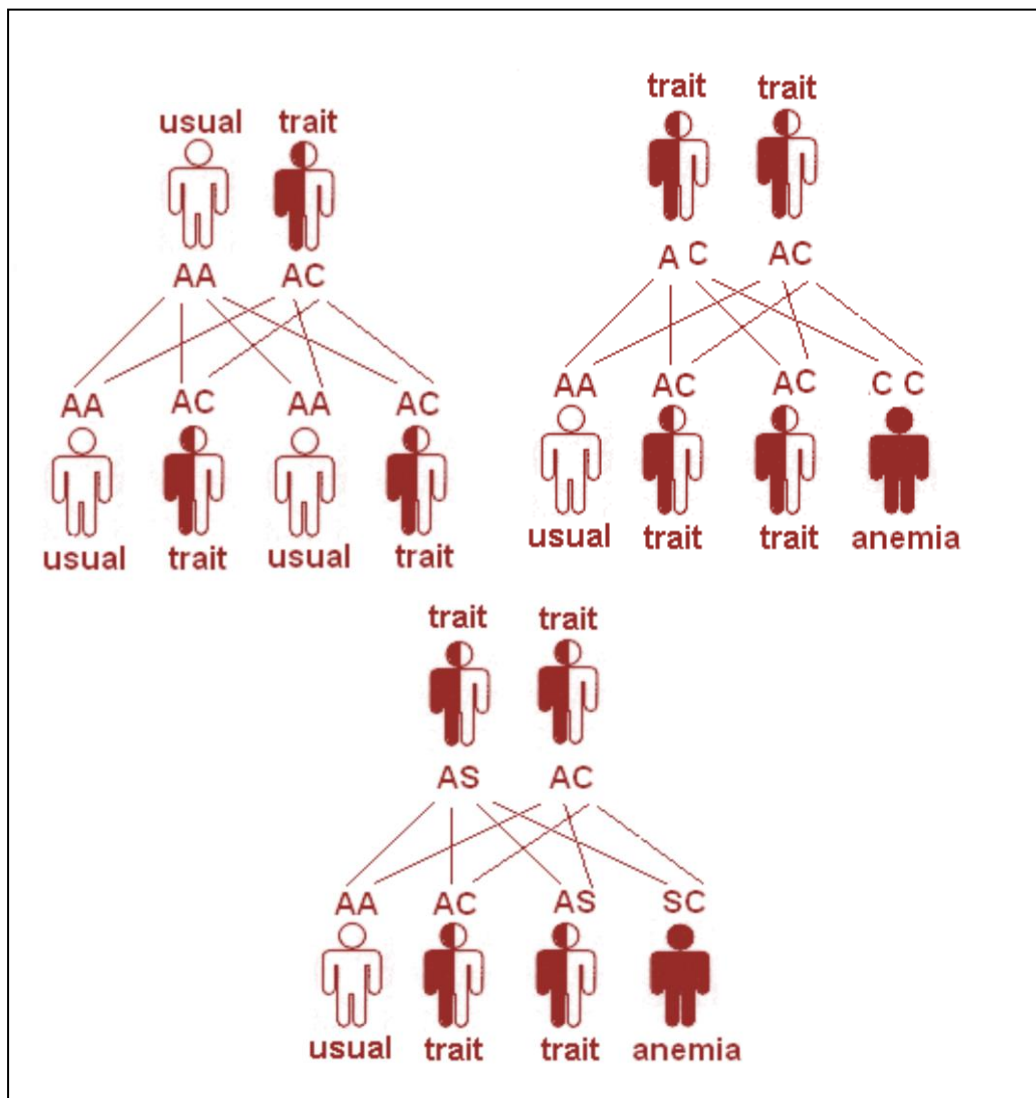 usual trait
AA AC
AA AC AA AC
usual trait usual trait
trait trait
A C AC
AA AC AC C C
usual trait trait anemia
trait trait
AS AC
AA AC AS SC
usual trait trait anemia